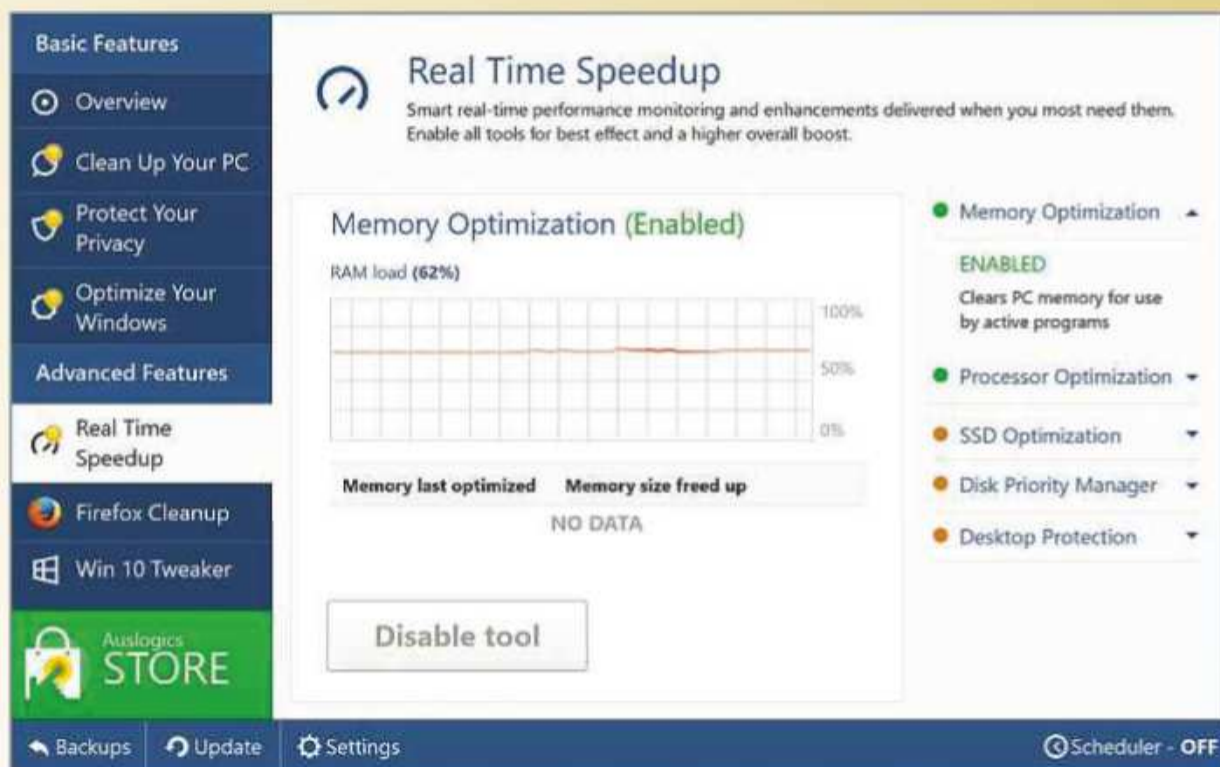 Basic Features
Overview
Clean Up Your PC
Protect Your
Privacy
Optimize Your
Windows
Advanced Features
Real Time
Speedup
Firefox Cleanup
Win 10 Tweaker
Auslogics
STORE
Real Time Speedup
Smart real-time performance monitoring and enhancements delivered when you most need them.
Enable all tools for best effect and a higher overall boost.
Memory Optimization (Enabled)
RAM load (62%)
100%
50%
0%
Memory last optimized Memory size freed up
NO DATA
Disable tool
Memory Optimization
ENABLED
Clears PC memory for use
by active programs
Processor Optimization
SSD Optimization
Disk Priority Manager
Desktop Protection
Backups Update Settings Scheduler - OFF